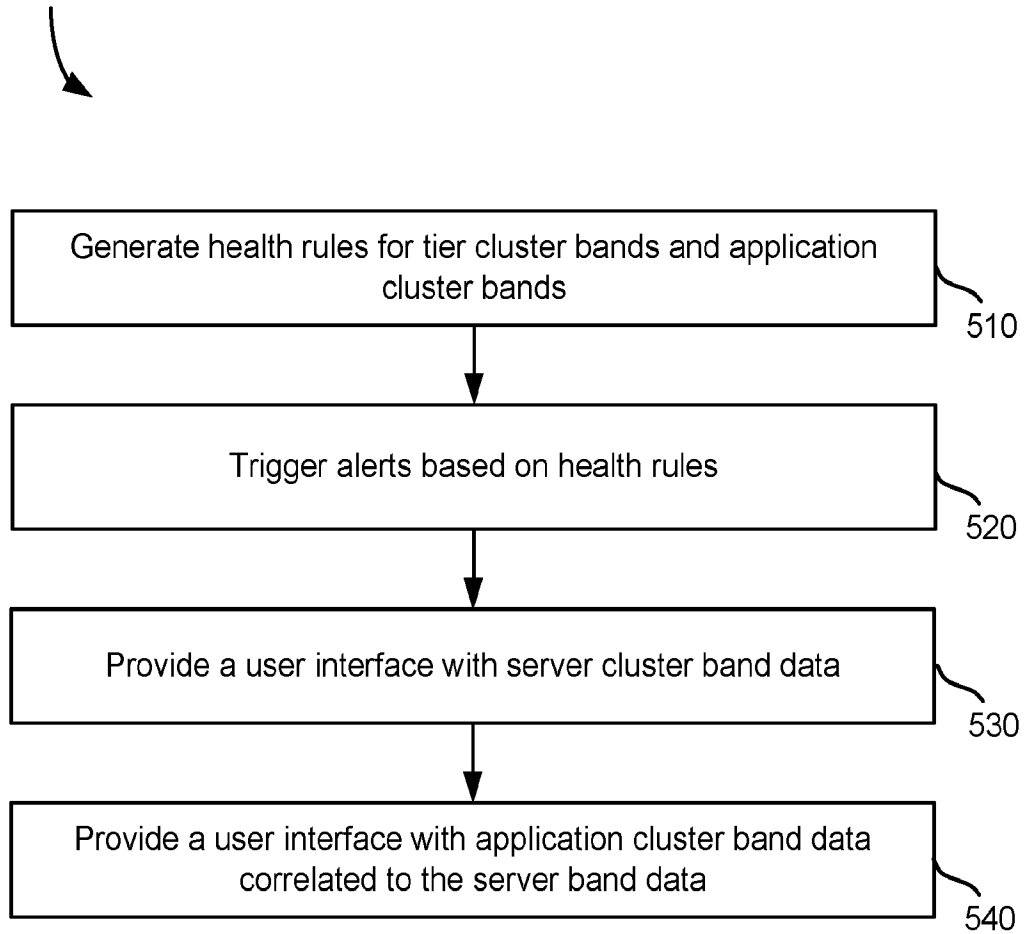 Generate health rules for tier cluster bands and application
cluster bands
510
Trigger alerts based on health rules
520
Provide a user interface with server cluster band data
530
Provide a user interface with application cluster band data
correlated to the server band data
540